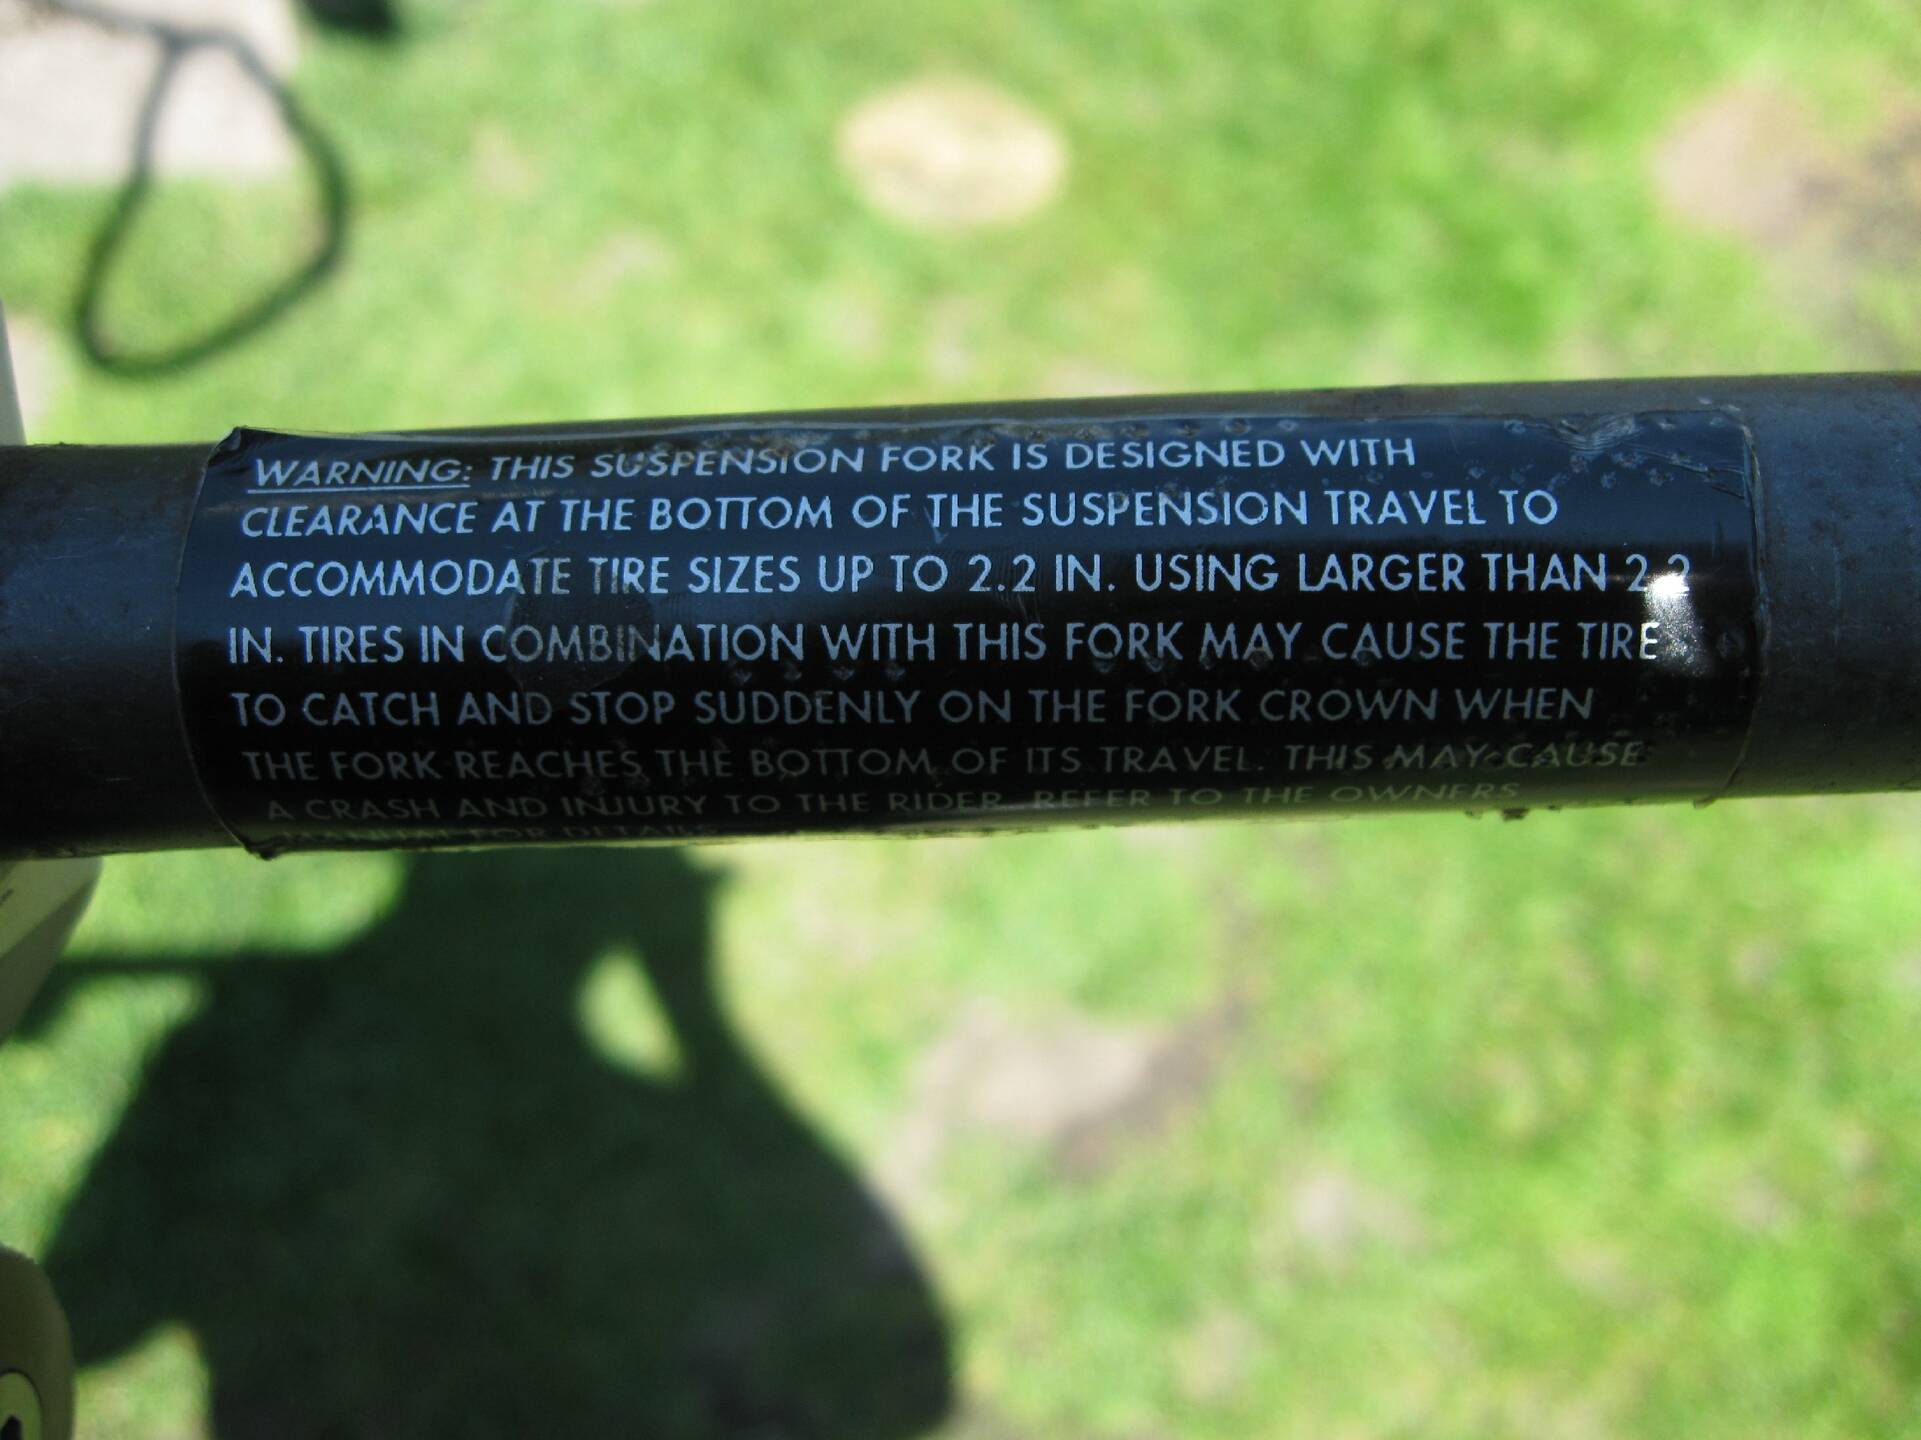 WARNING: THIS SUSPENSION FORK IS DESIGNED WITH
CLEARANCE AT THE BOTTOM OF THE SUSPENSION TRAVEL TO
ACCOMMODATE TIRE SIZES UP TO 2.2 IN. USING LARGER THAN 2.2
IN. TIRES IN COMBINATION WITH THIS FORK MAY CAUSE THE TIRE
TO CATCH AND STOP SUDDENLY ON THE FORK CROWN WHEN
THE FORK REACHES THE BOTTOM OF ITS TRAVEL. THIS MAY CAUSE
A CRASH AND INJURY TO THE RIDER. REFER TO THE OWNERS
MANUAL FOR DETAILS